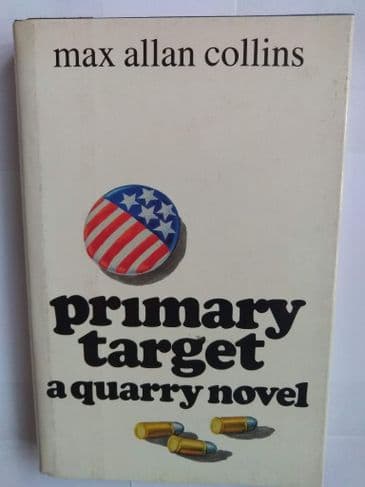 max allan collins
primary
target
a quarry novel